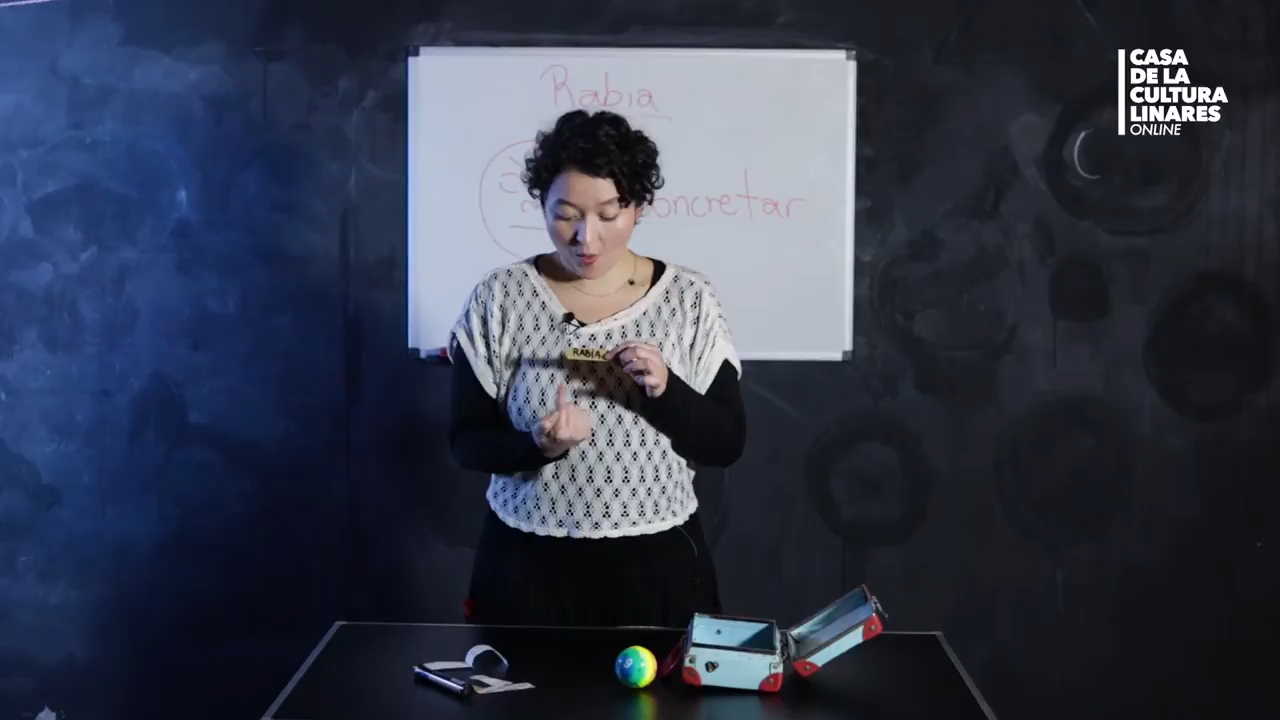 CASA
DE LA
CULTURA
LINARES
ONLINE
Rabia
concretar
RABIA